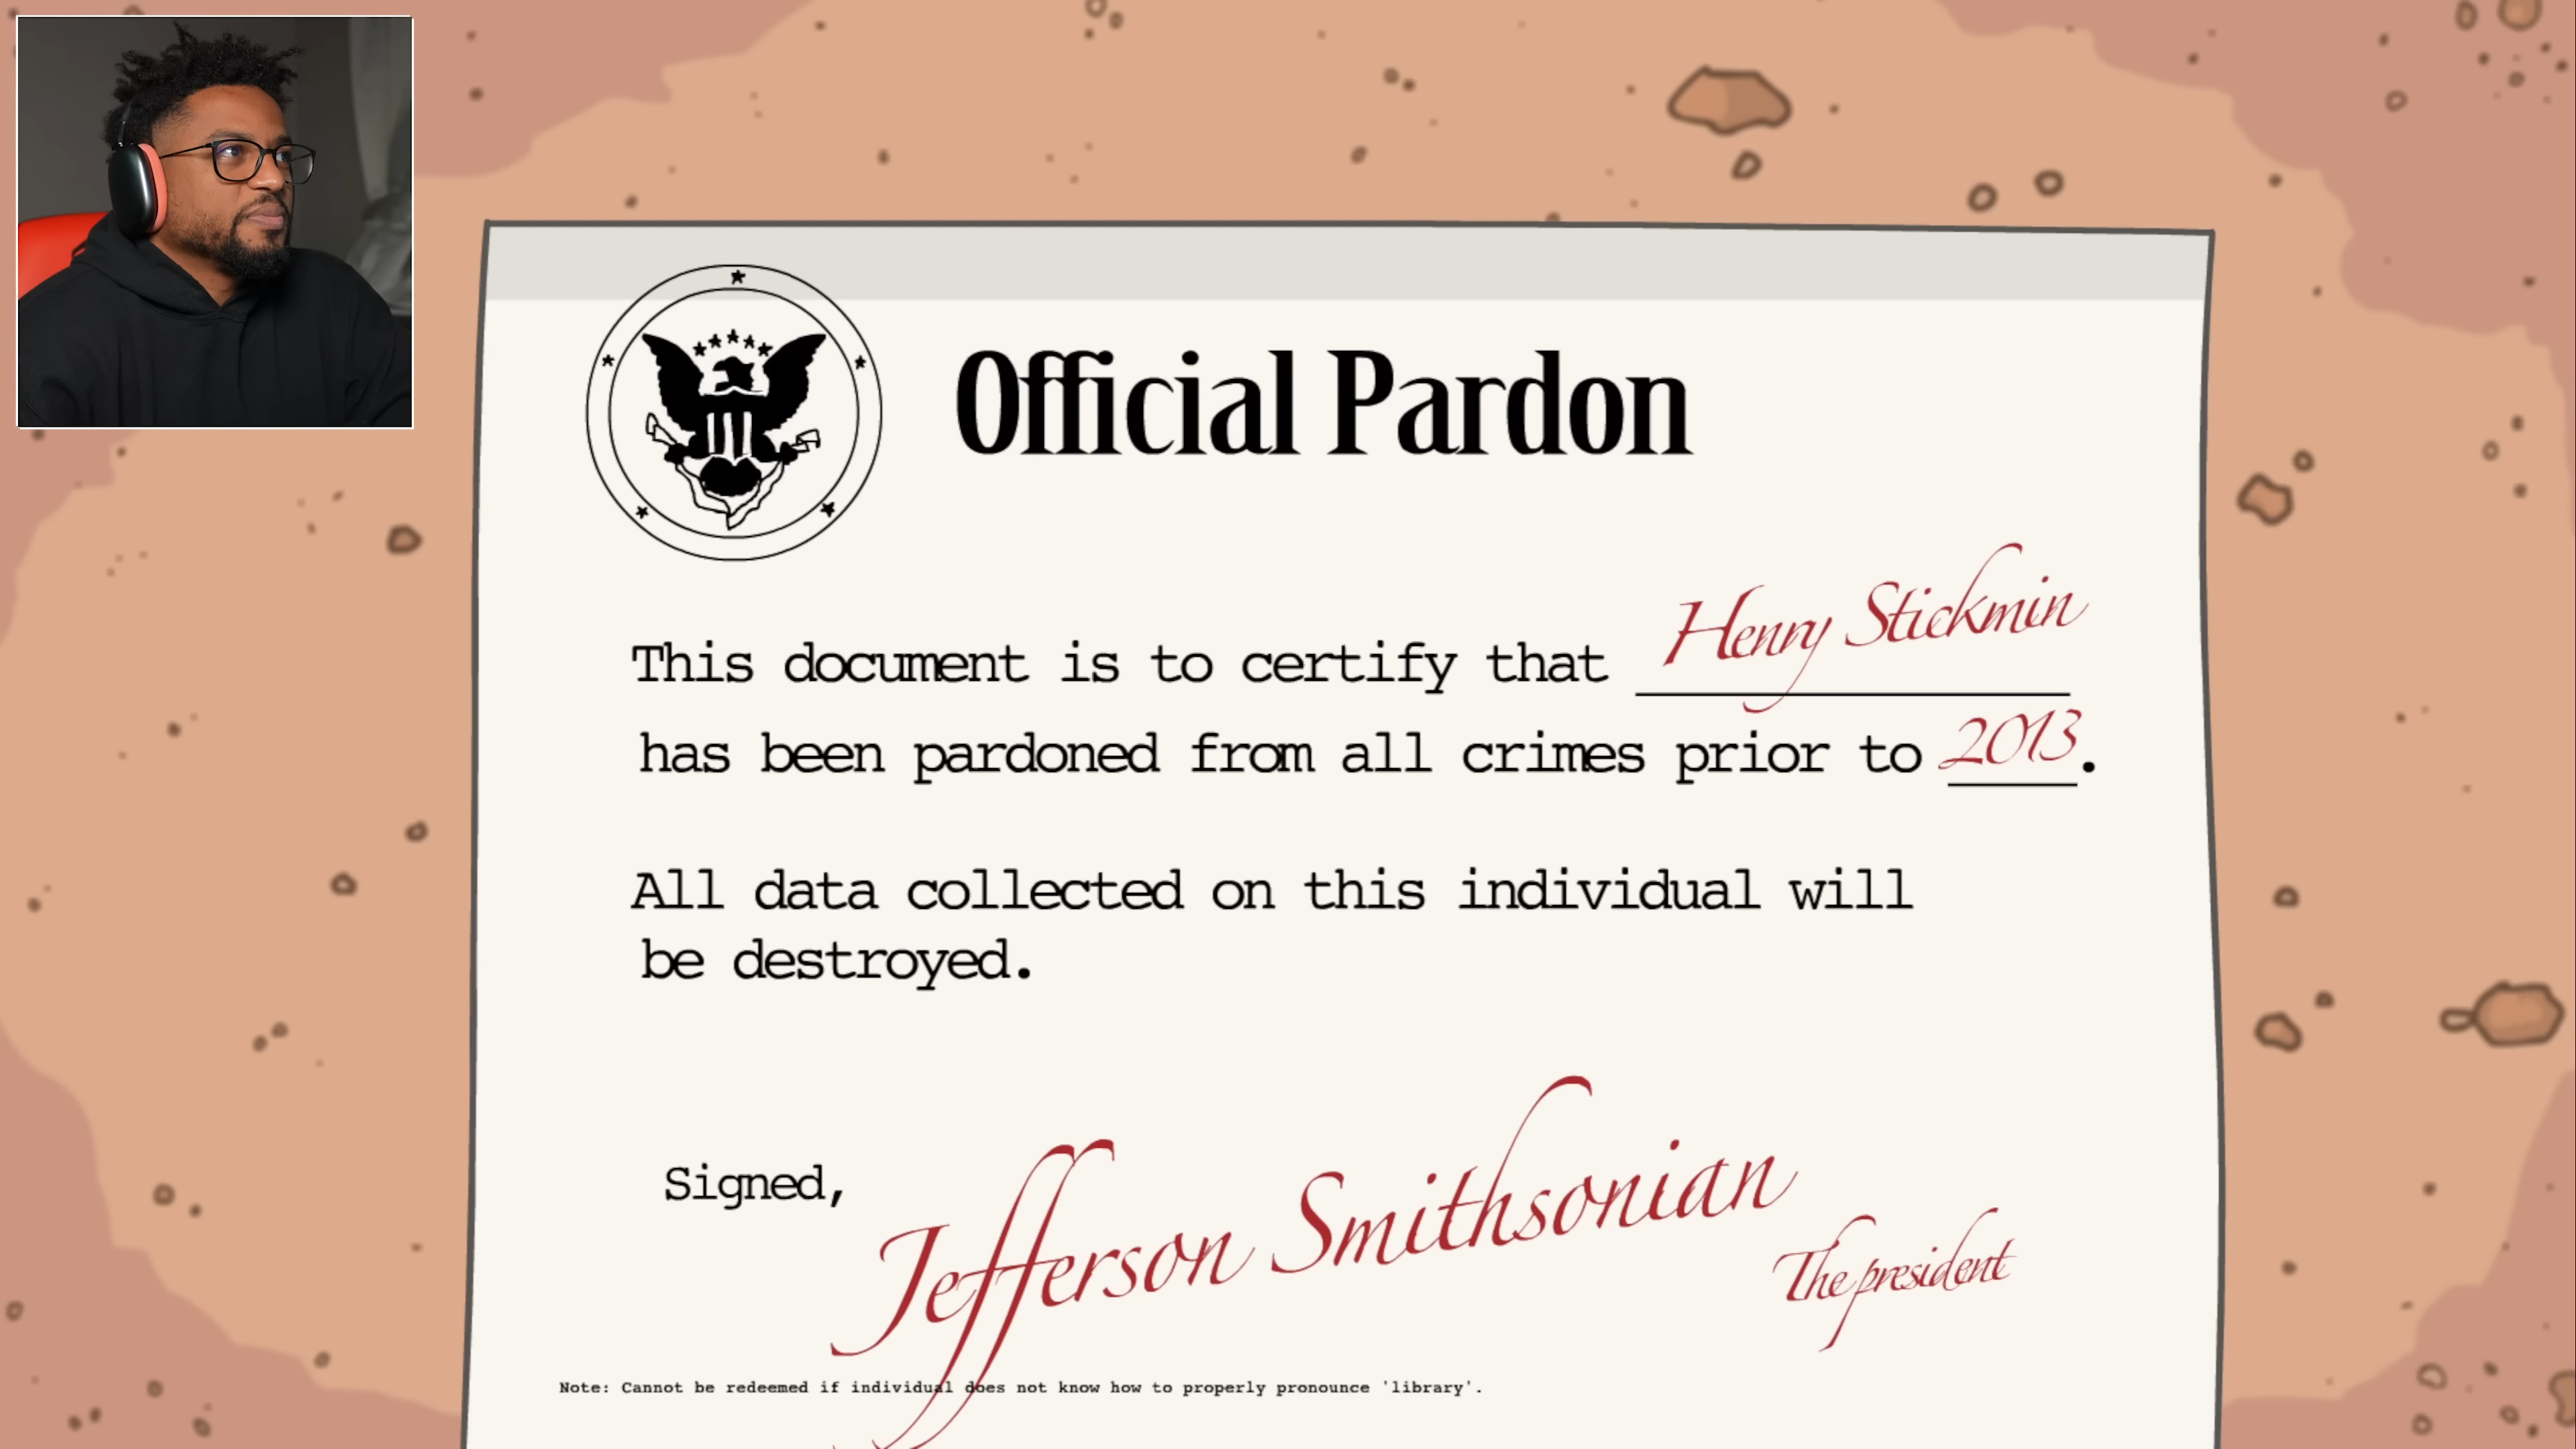 Official Pardon
This document is to certify that Henry Stickmin
has been pardoned from all crimes prior to 2013.
All data collected on this individual will
be destroyed.
Signed, Jefferson Smithsonian
The president
Note: Cannot be redeemed if individual does not know how to properly pronounce 'library'.